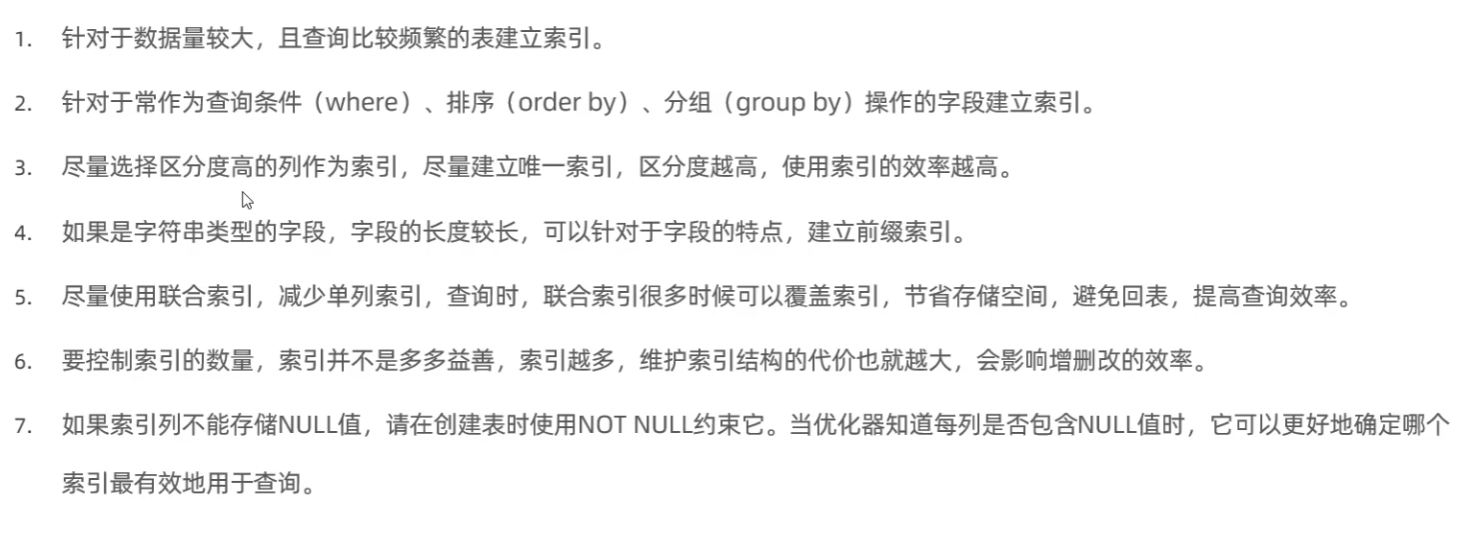 1. 针对于数据量较大，且查询比较频繁的表建立索引。
2. 针对于常作为查询条件（where）、排序（order by）、分组（group by）操作的字段建立索引。
3. 尽量选择区分度高的列作为索引，尽量建立唯一索引，区分度越高，使用索引的效率越高。
4. 如果是字符串类型的字段，字段的长度较长，可以针对于字段的特点，建立前缀索引。
5. 尽量使用联合索引，减少单列索引，查询时，联合索引很多时候可以覆盖索引，节省存储空间，避免回表，提高查询效率。
6. 要控制索引的数量，索引并不是多多益善，索引越多，维护索引结构的代价也就越大，会影响增删改的效率。
7. 如果索引列不能存储NULL值，请在创建表时使用NOT NULL约束它。当优化器知道每列是否包含NULL值时，它可以更好地确定哪个
索引最有效地用于查询。